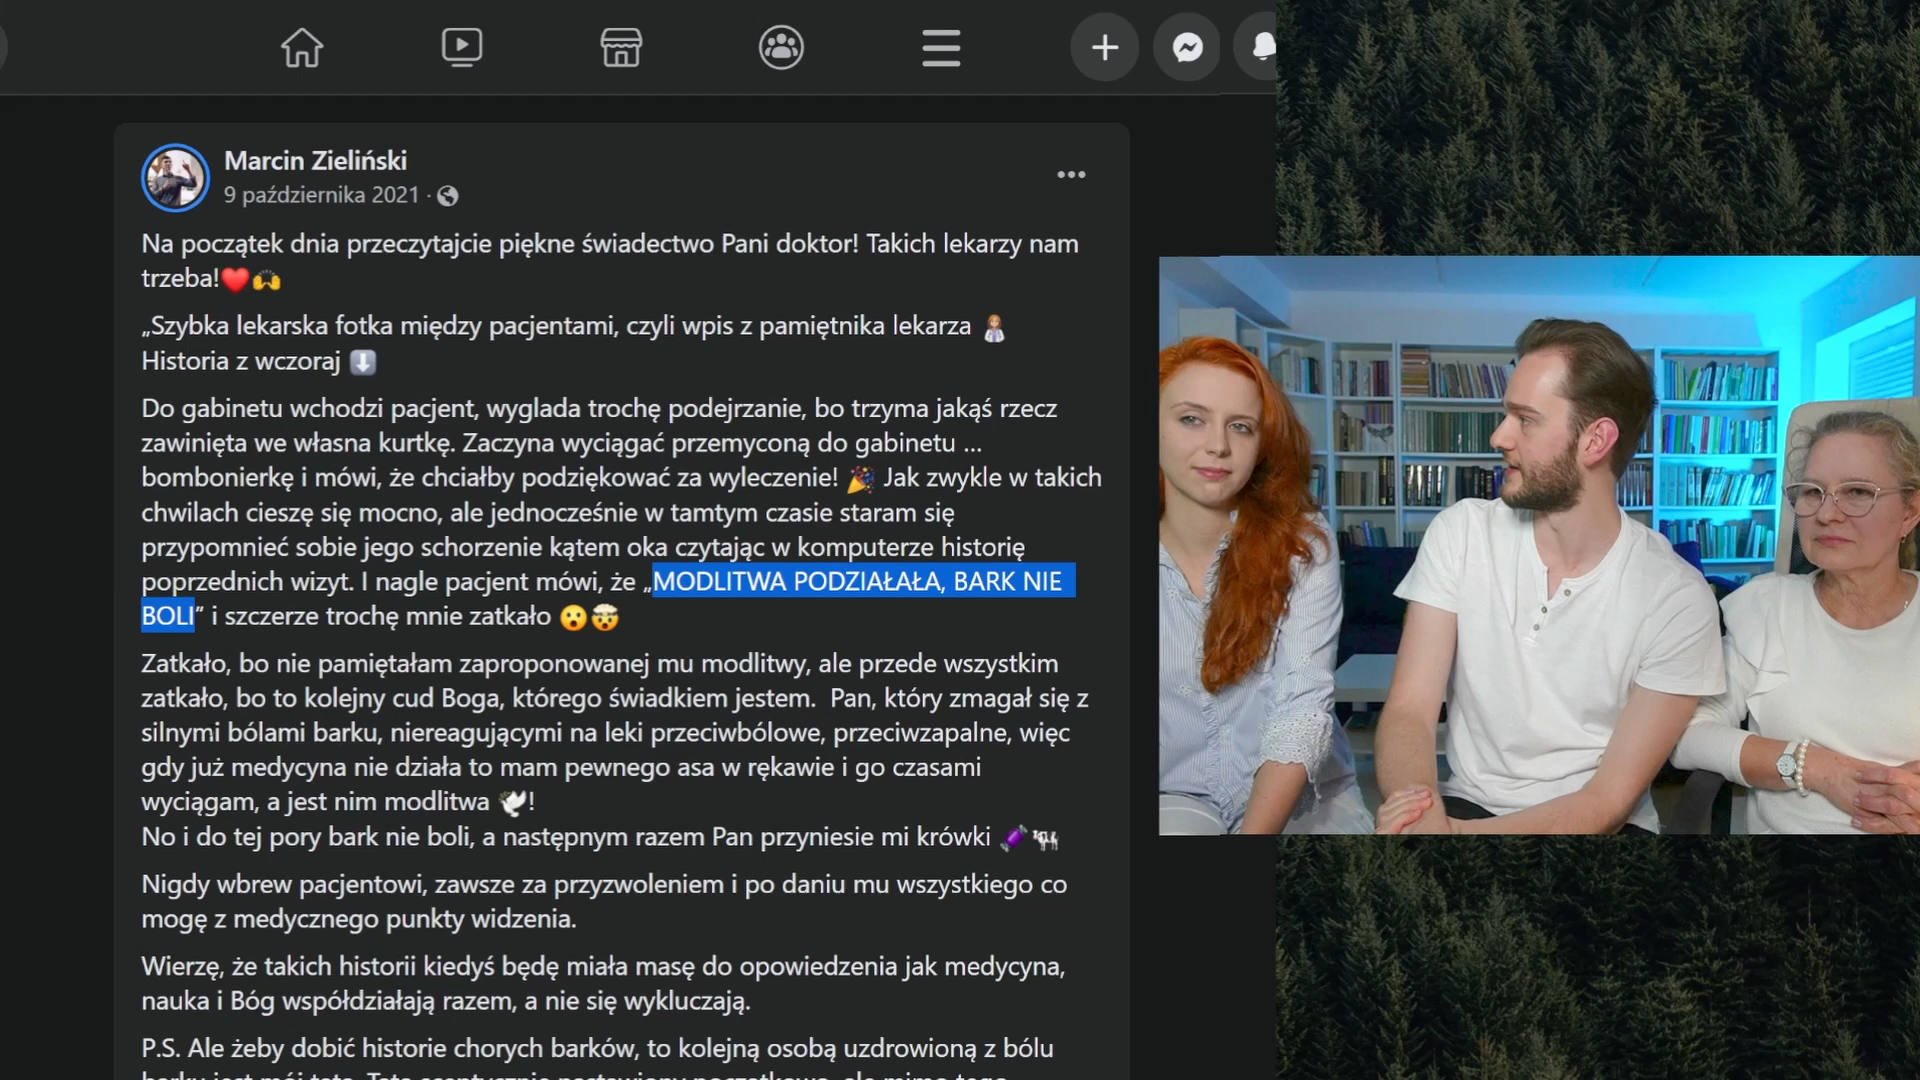 Marcin Zieliński
9 października 2021 ·
Na początek dnia przeczytajcie piękne świadectwo Pani doktor! Takich lekarzy nam
trzeba!❤️🙌
„Szybka lekarska fotka między pacjentami, czyli wpis z pamiętnika lekarza 👩‍⚕️
Historia z wczoraj ⬇️
Do gabinetu wchodzi pacjent, wyglada trochę podejrzanie, bo trzyma jakąś rzecz
zawinięta we własna kurtkę. Zaczyna wyciągać przemyconą do gabinetu ...
bombonierkę i mówi, że chciałby podziękować za wyleczenie! 🎉 Jak zwykle w takich
chwilach cieszę się mocno, ale jednocześnie w tamtym czasie staram się
przypomnieć sobie jego schorzenie kątem oka czytając w komputerze historię
poprzednich wizyt. I nagle pacjent mówi, że „MODLITWA PODZIAŁAŁA, BARK NIE
BOLI” i szczerze trochę mnie zatkało 😮🤯
Zatkało, bo nie pamiętałam zaproponowanej mu modlitwy, ale przede wszystkim
zatkało, bo to kolejny cud Boga, którego świadkiem jestem. Pan, który zmagał się z
silnymi bólami barku, niereagującymi na leki przeciwbólowe, przeciwzapalne, więc
gdy już medycyna nie działa to mam pewnego asa w rękawie i go czasami
wyciągam, a jest nim modlitwa 🕊️!
No i do tej pory bark nie boli, a następnym razem Pan przyniesie mi krówki 🍬🐄
Nigdy wbrew pacjentowi, zawsze za przyzwoleniem i po daniu mu wszystkiego co
mogę z medycznego punkty widzenia.
Wierzę, że takich historii kiedyś będę miała masę do opowiedzenia jak medycyna,
nauka i Bóg współdziałają razem, a nie się wykluczają.
P.S. Ale żeby dobić historie chorych barków, to kolejną osobą uzdrowioną z bólu